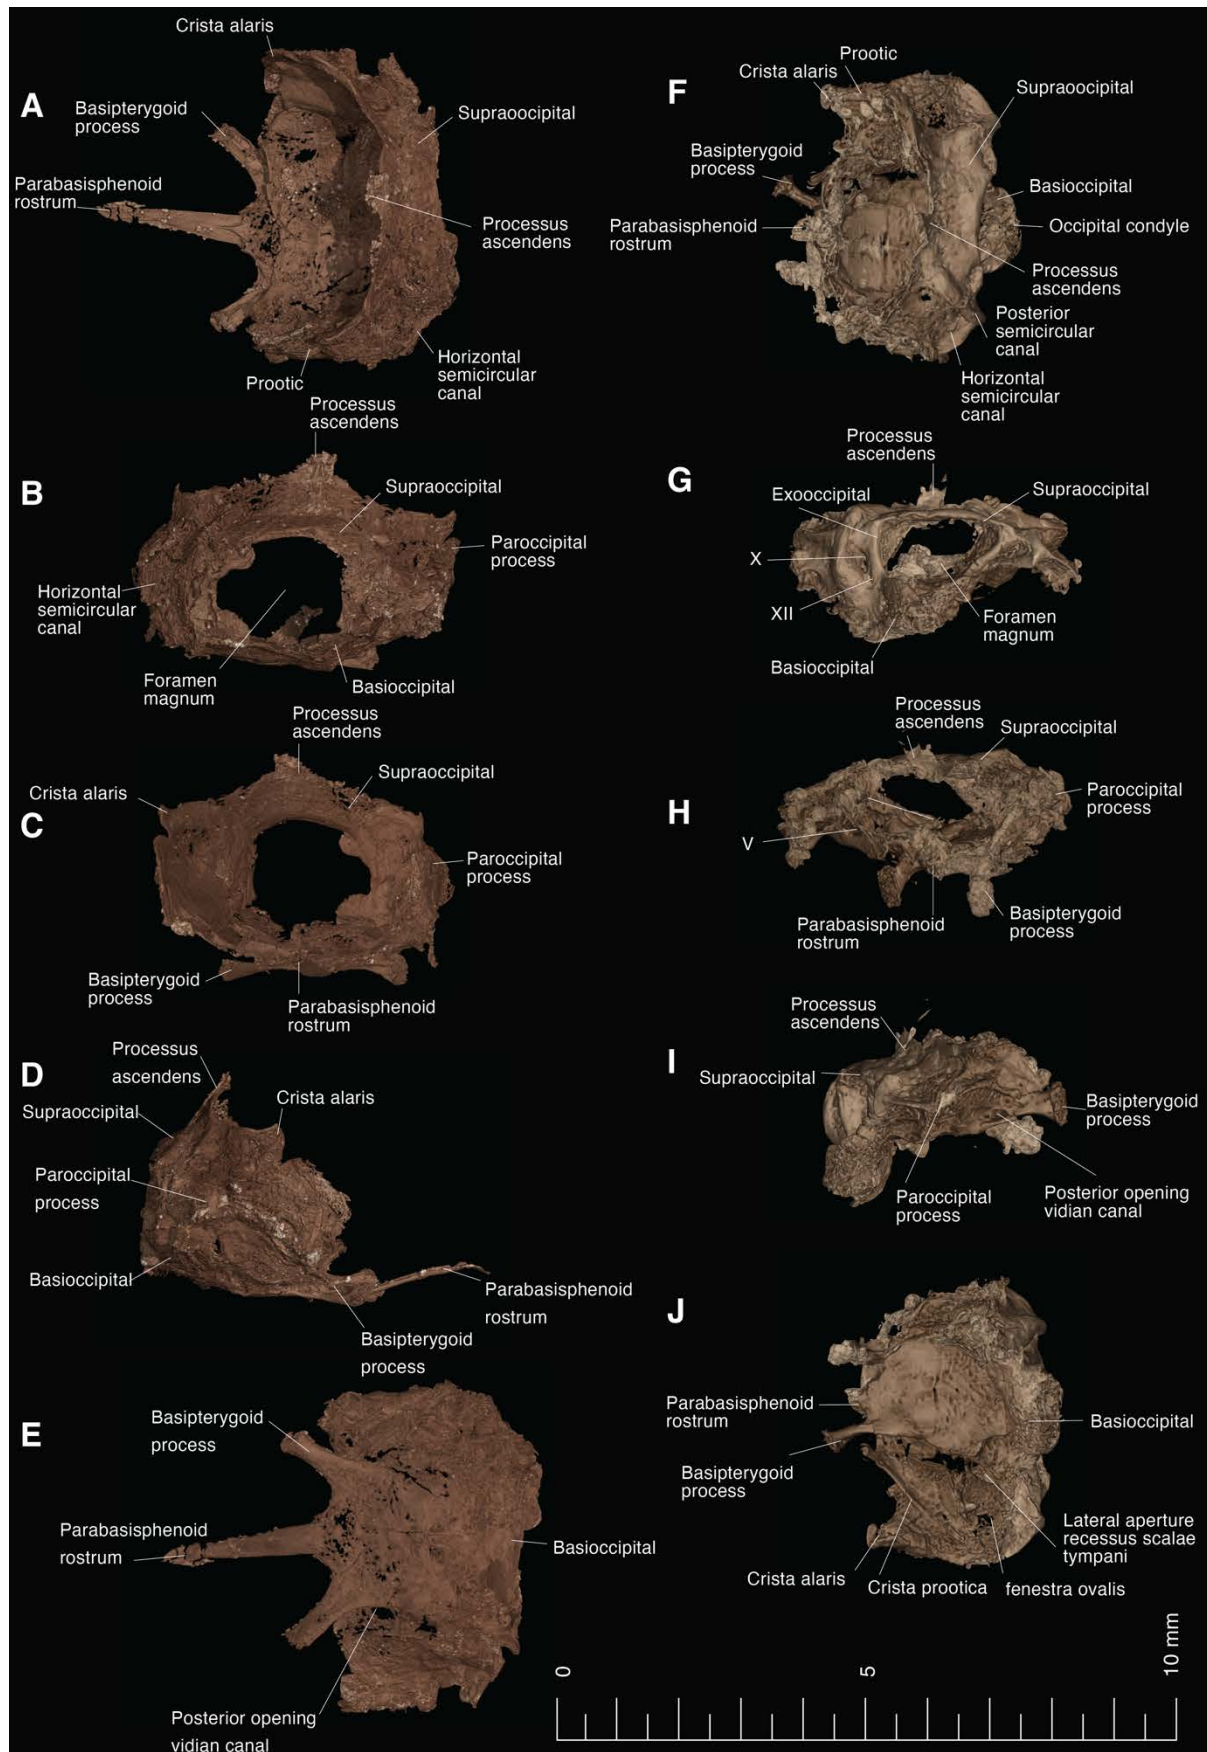 A
Crista alaris
Basipterygoid
process
Supraoocipital
Parabasisphenoid
rostrum
Processus
ascendens
Horizontal
semicircular
canal
Prootic
B
Processus
ascendens
Supraoccipital
Paroccipital
process
Horizontal
semicircular
canal
Foramen
magnum
Basioccipital
C
Processus
ascendens
Supraoccipital
Crista alaris
Paroccipital
process
Basipterygoid
process
Parabasisphenoid
rostrum
D
Processus
ascendens
Crista alaris
Supraoccipital
Paroccipital
process
Basioccipital
Parabasisphenoid
rostrum
Basipterygoid
process
E
Basipterygoid
process
Parabasisphenoid
rostrum
Basioccipital
Posterior opening
vidian canal
F
Prootic
Crista alaris
Supraoocipital
Basipterygoid
process
Basioccipital
Parabasisphenoid
rostrum
Occipital condyle
Processus
ascendens
Posterior
semicircular
canal
Horizontal
semicircular
canal
G
Processus
ascendens
Exooccipital
Supraoccipital
X
XII
Foramen
magnum
Basioccipital
H
Processus
ascendens
Supraoccipital
Paroccipital
process
V
Parabasisphenoid
rostrum
Basipterygoid
process
I
Processus
ascendens
Supraoccipital
Basipterygoid
process
Paroccipital
process
Posterior opening
vidian canal
J
Parabasisphenoid
rostrum
Basioccipital
Basipterygoid
process
Lateral aperture
recessus scalae
tympani
Crista alaris
Crista prootica
fenestra ovalis
0
5
10 mm